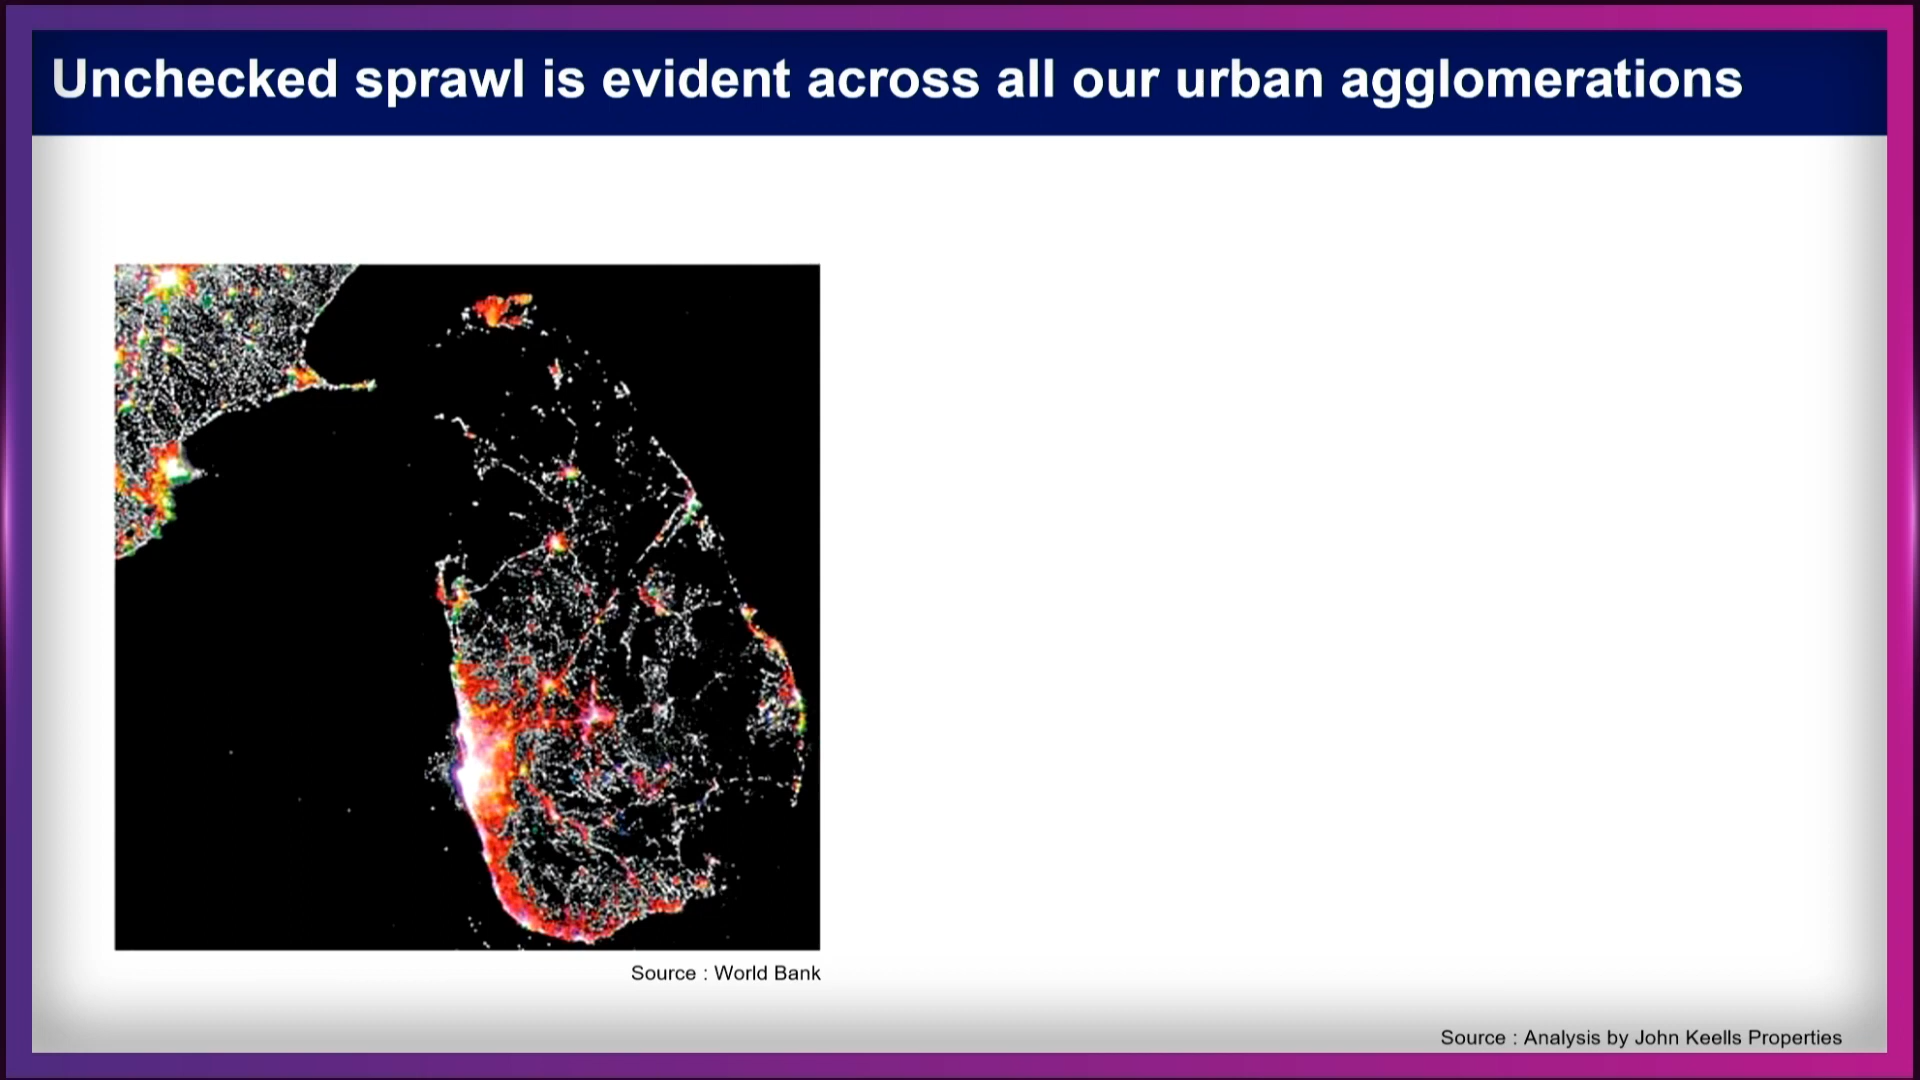 Unchecked sprawl is evident across all our urban agglomerations
Source : World Bank
Source : Analysis by John Keells Properties